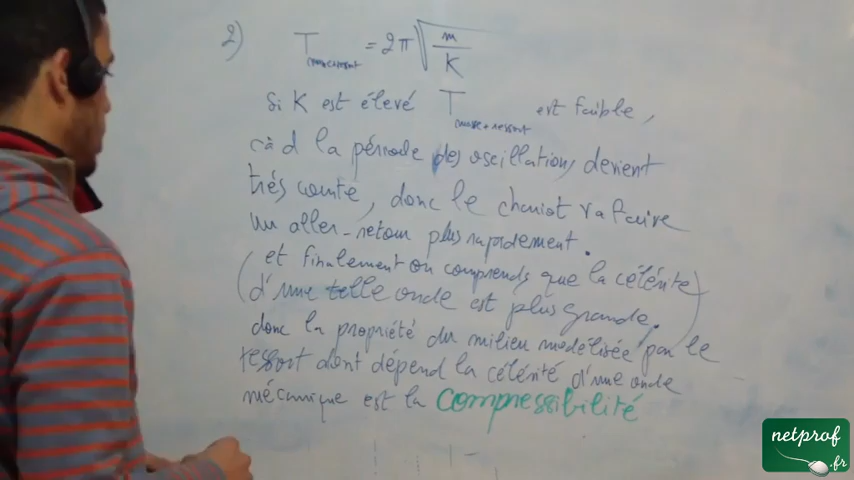 2) T = 2π√(m/K)
si K est élevé T masse+ressort est faible,
càd la période des oscillations devient
très courte, donc le chariot va faire
un aller-retour plus rapidement.
(et finalement on comprends que la célérité
d'une telle onde est plus grande.)
donc la propriété du milieu modélisée par le
ressort dont dépend la célérité d'une onde
mécanique est la compressibilité
netprof
.fr